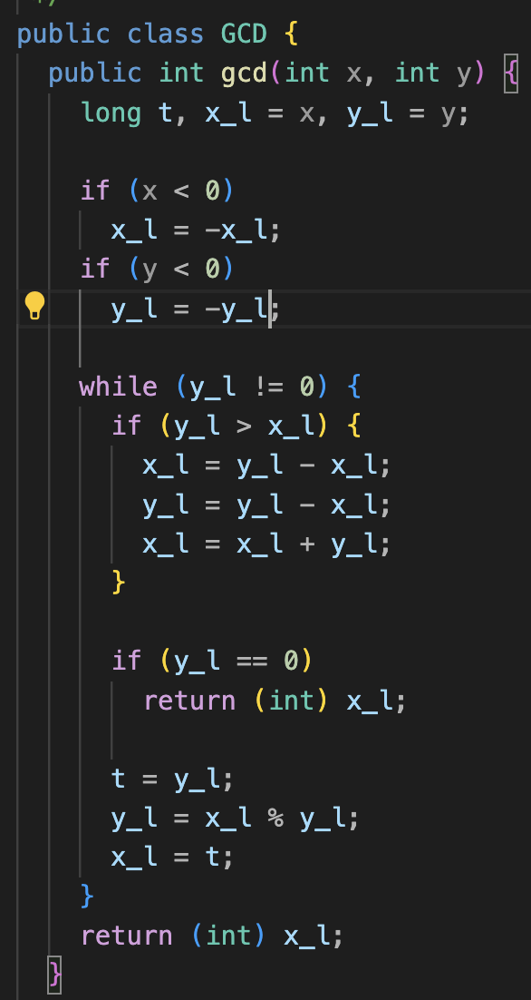 */
public class GCD {
public int gcd(int x, int y) {
long t, x_l = x, y_l = y;
if (x < 0)
x_l = -x_l;
if (y < 0)
y_l = -y_l;
while (y_l != 0) {
if (y_l > x_l) {
x_l = y_l - x_l;
y_l = y_l - x_l;
x_l = x_l + y_l;
}
if (y_l == 0)
return (int) x_l;
t = y_l;
y_l = x_l % y_l;
x_l = t;
}
return (int) x_l;
}